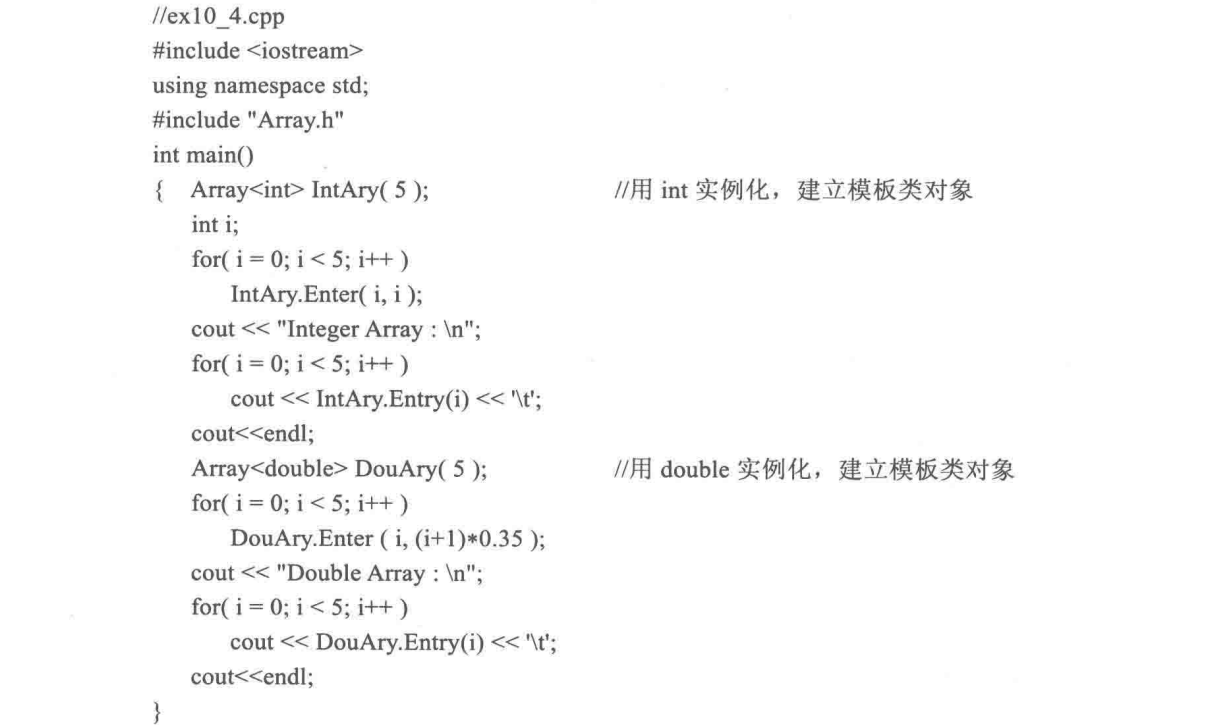 //ex10_4.cpp
#include <iostream>
using namespace std;
#include "Array.h"
int main()
{ Array<int> IntAry( 5 ); //用 int 实例化，建立模板类对象
int i;
for( i = 0; i < 5; i++ )
IntAry.Enter( i, i );
cout << "Integer Array : \n";
for( i = 0; i < 5; i++ )
cout << IntAry.Entry(i) << '\t';
cout<<endl;
Array<double> DouAry( 5 ); //用 double 实例化，建立模板类对象
for( i = 0; i < 5; i++ )
DouAry.Enter ( i, (i+1)*0.35 );
cout << "Double Array : \n";
for( i = 0; i < 5; i++ )
cout << DouAry.Entry(i) << '\t';
cout<<endl;
}